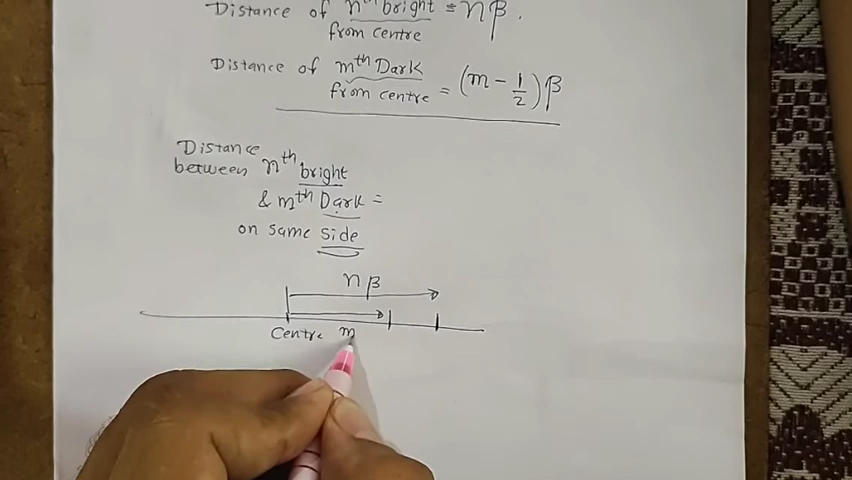 Distance of nth bright = nβ.
from centre
Distance of mth Dark
from centre = (m - 1/2)β
Distance
between nth bright
& mth Dark =
on same side
nβ
Centre m